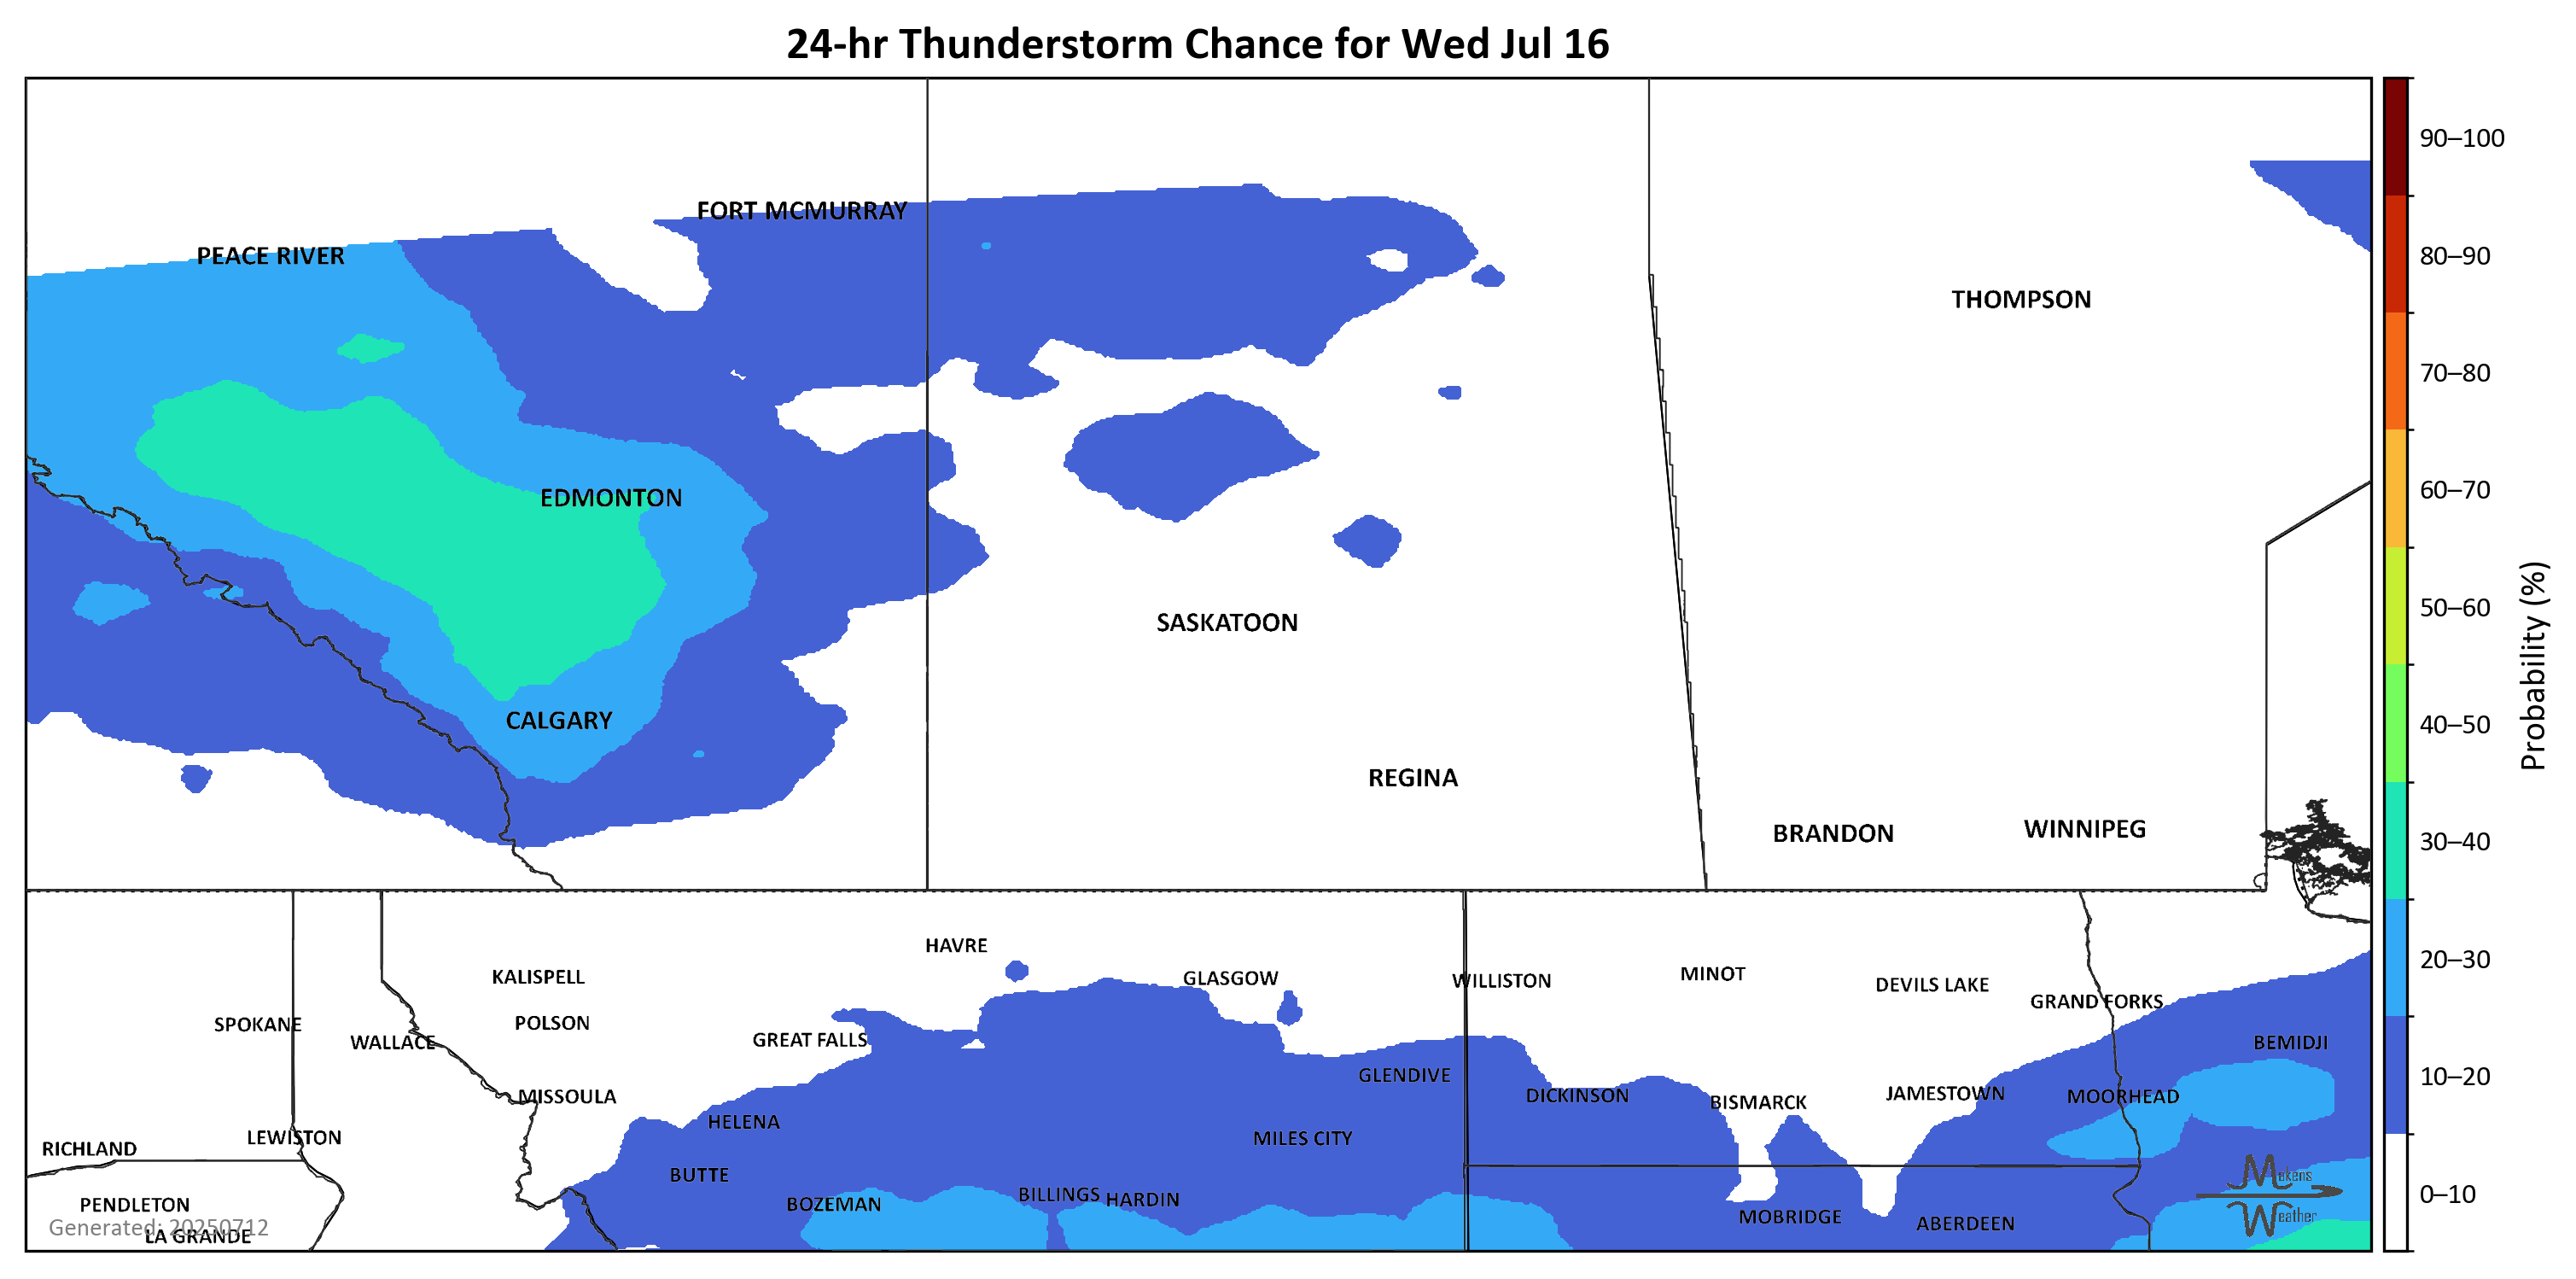 24-hr Thunderstorm Chance for Wed Jul 16
90–100
FORT MCMURRAY
PEACE RIVER
80–90
THOMPSON
70–80
EDMONTON
60–70
50–60
SASKATOON
Probability (%)
CALGARY
40–50
REGINA
BRANDON
WINNIPEG
30–40
HAVRE
20–30
KALISPELL
GLASGOW
WILLISTON
MINOT
DEVILS LAKE
GRAND FORKS
SPOKANE
POLSON
WALLACE
GREAT FALLS
BEMIDJI
GLENDIVE
10–20
MISSOULA
DICKINSON
BISMARCK
JAMESTOWN
MOORHEAD
HELENA
LEWISTON
MILES CITY
RICHLAND
BUTTE
Makens
Weather
BILLINGS
HARDIN
0–10
PENDLETON
BOZEMAN
MOBRIDGE
ABERDEEN
Generated: 20250712
LA GRANDE